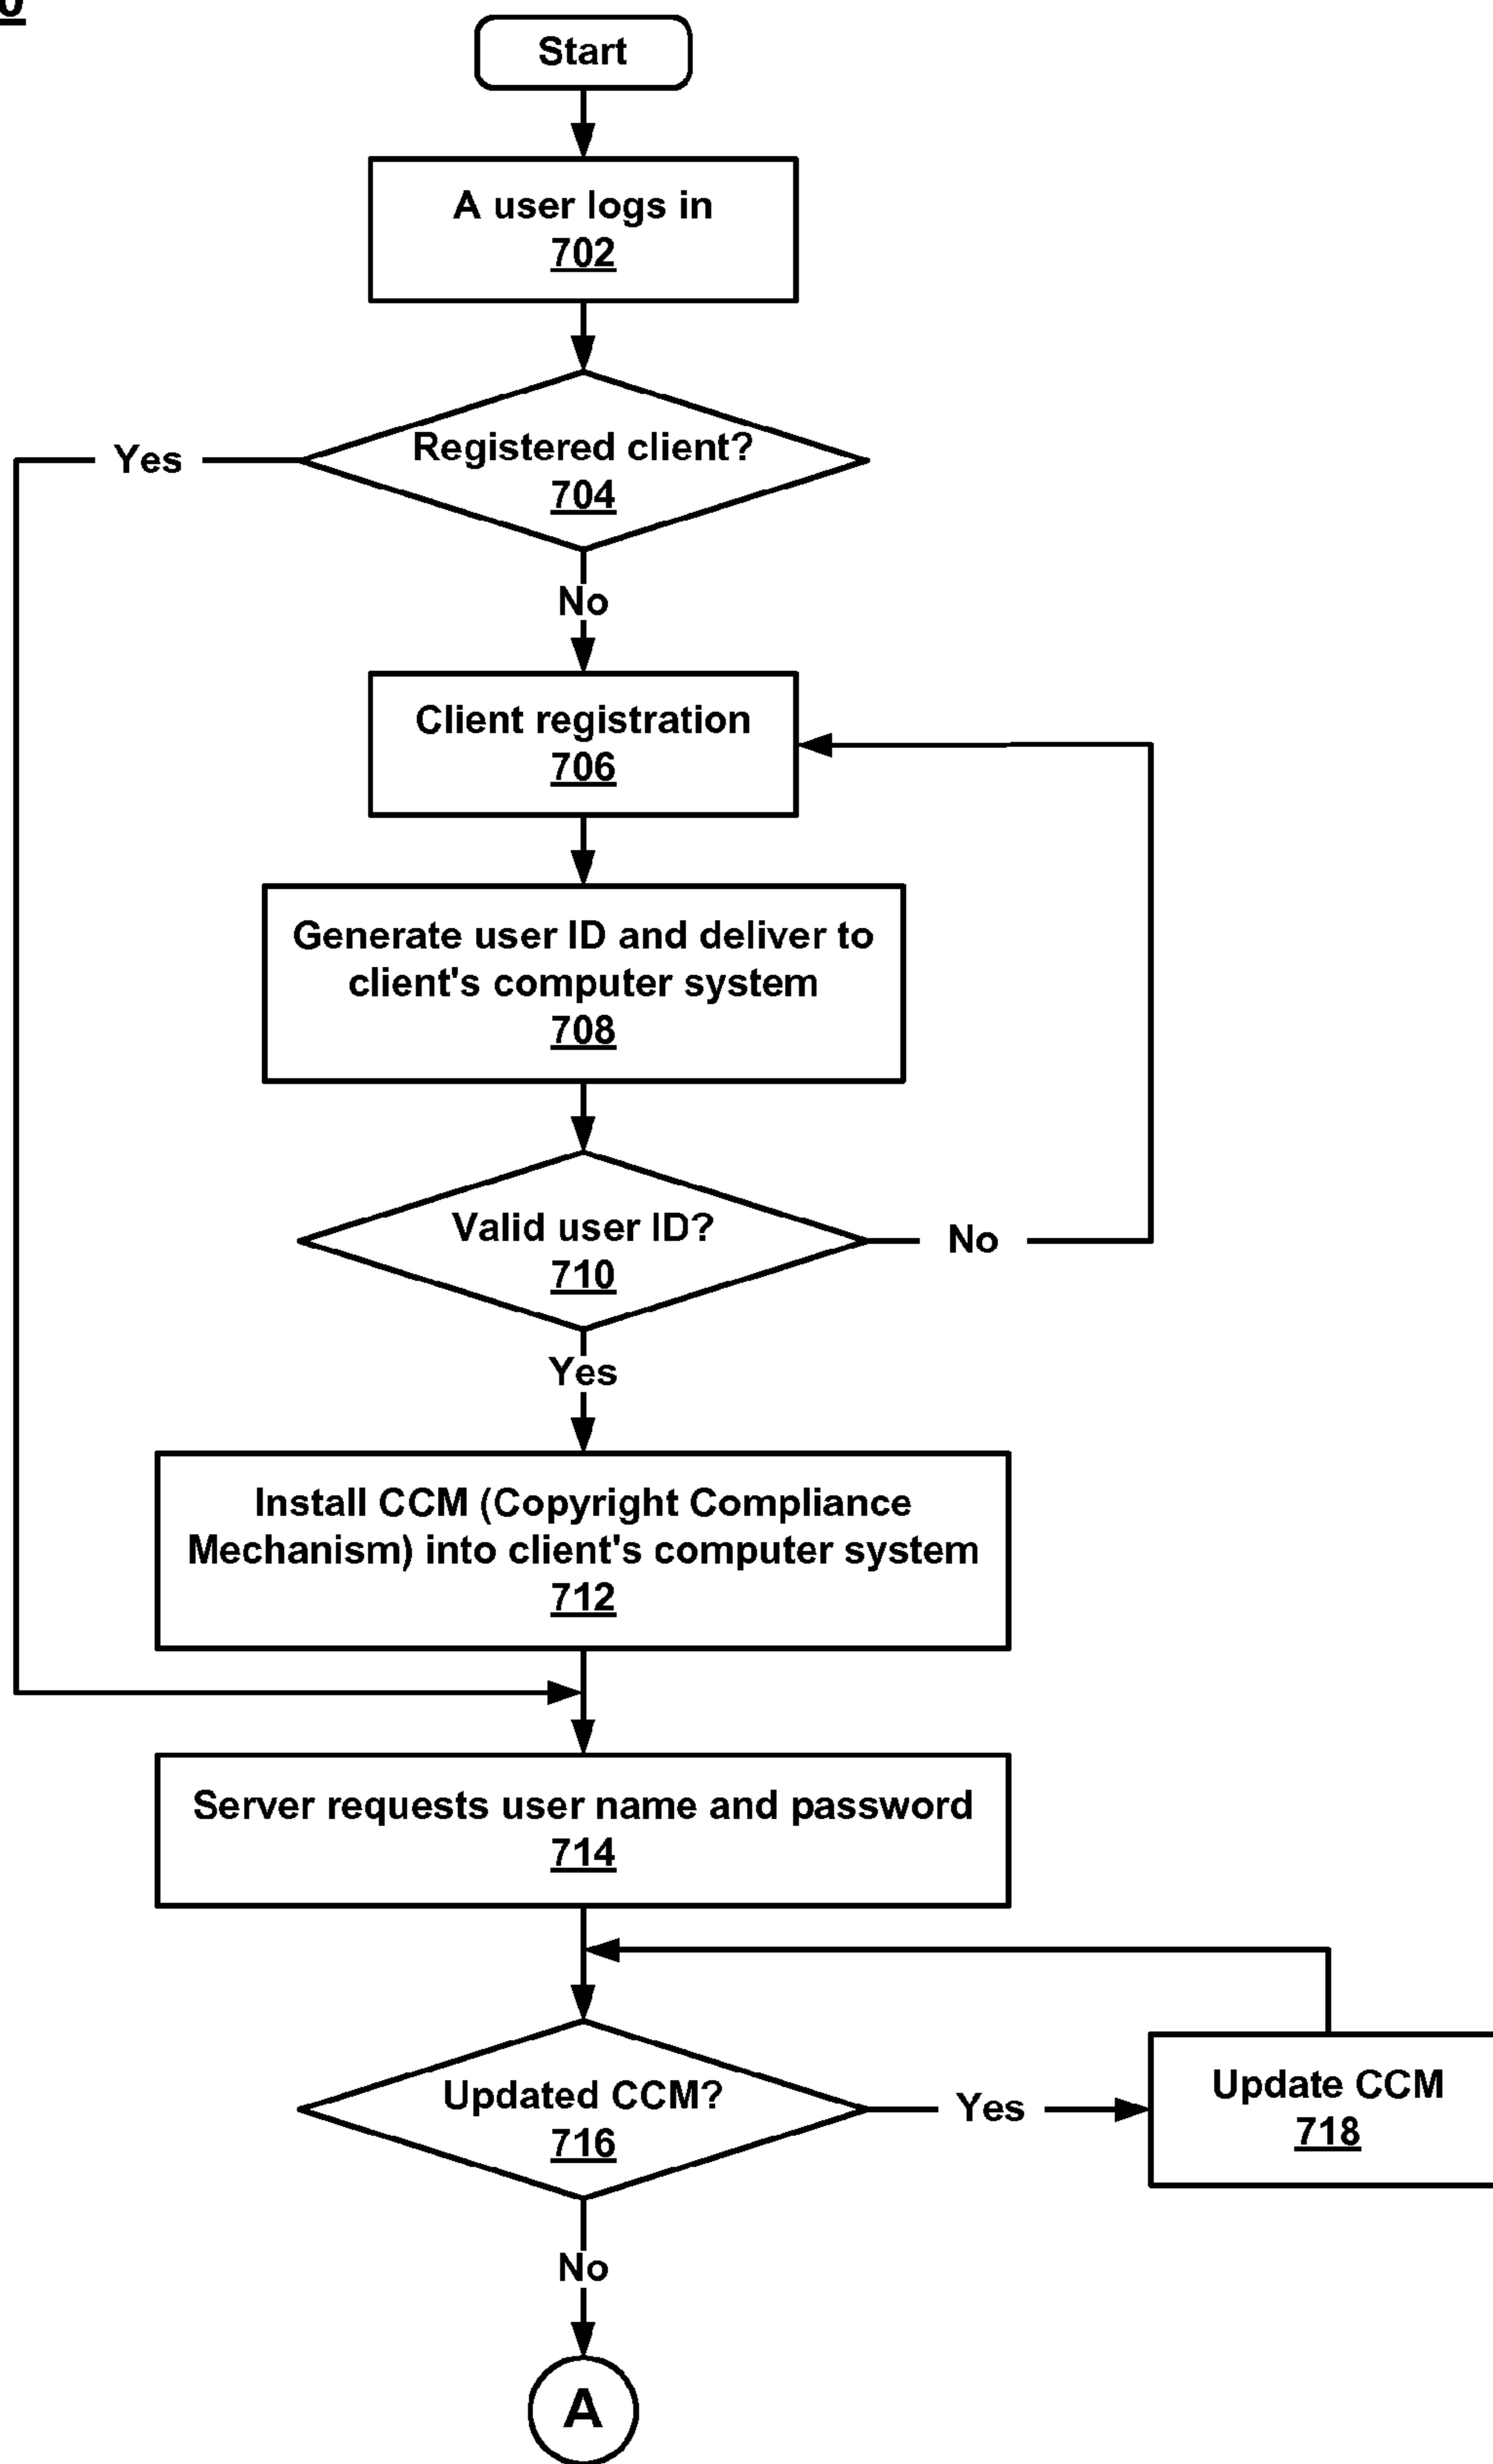 Start
A user logs in
702
Registered client?
704
Yes
No
Client registration
706
Generate user ID and deliver to
client's computer system
708
Valid user ID?
710
No
Yes
Install CCM (Copyright Compliance
Mechanism) into client's computer system
712
Server requests user name and password
714
Updated CCM?
716
Yes
Update CCM
718
No
A